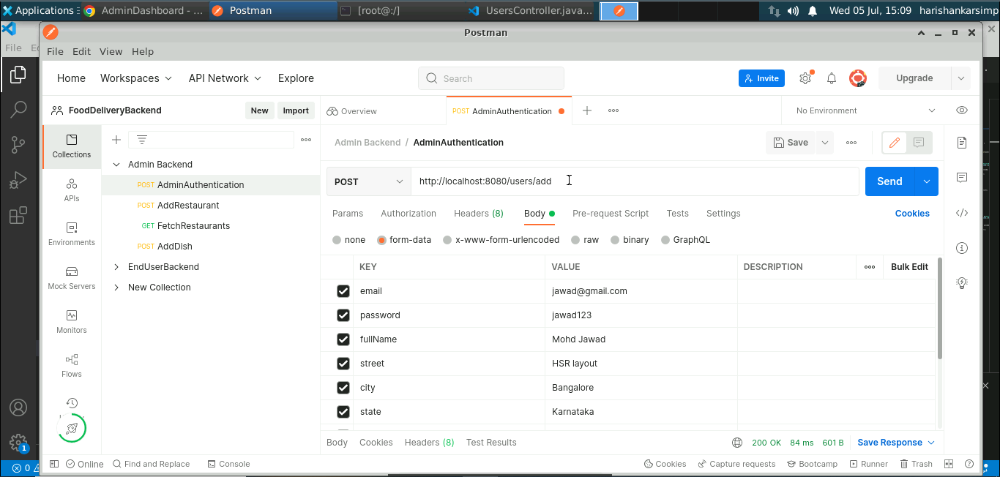 Applications AdminDashboard - ... Postman [root@:/] UsersController.java... Wed 05 Jul, 15:09 harishankarsimp
Postman
File
File Edit View Help
Home Workspaces API Network Explore Search Invite Upgrade
FoodDeliveryBackend New Import Overview POST AdminAuthentication No Environment
Collections
Admin Backend / AdminAuthentication Save
Admin Backend
POST AdminAuthentication
POST http://localhost:8080/users/add Send
APIs
POST AddRestaurant
Params Authorization Headers (8) Body Pre-request Script Tests Settings Cookies
GET FetchRestaurants
Environments
none form-data x-www-form-urlencoded raw binary GraphQL
POST AddDish
EndUserBackend
KEY VALUE DESCRIPTION Bulk Edit
Mock Servers
New Collection
email jawad@gmail.com
password jawad123
Monitors
fullName Mohd Jawad
street HSR layout
Flows
city Bangalore
state Karnataka
Body Cookies Headers (8) Test Results 200 OK 84 ms 601 B Save Response
1
0
Online Find and Replace Console Cookies Capture requests Bootcamp Runner Trash